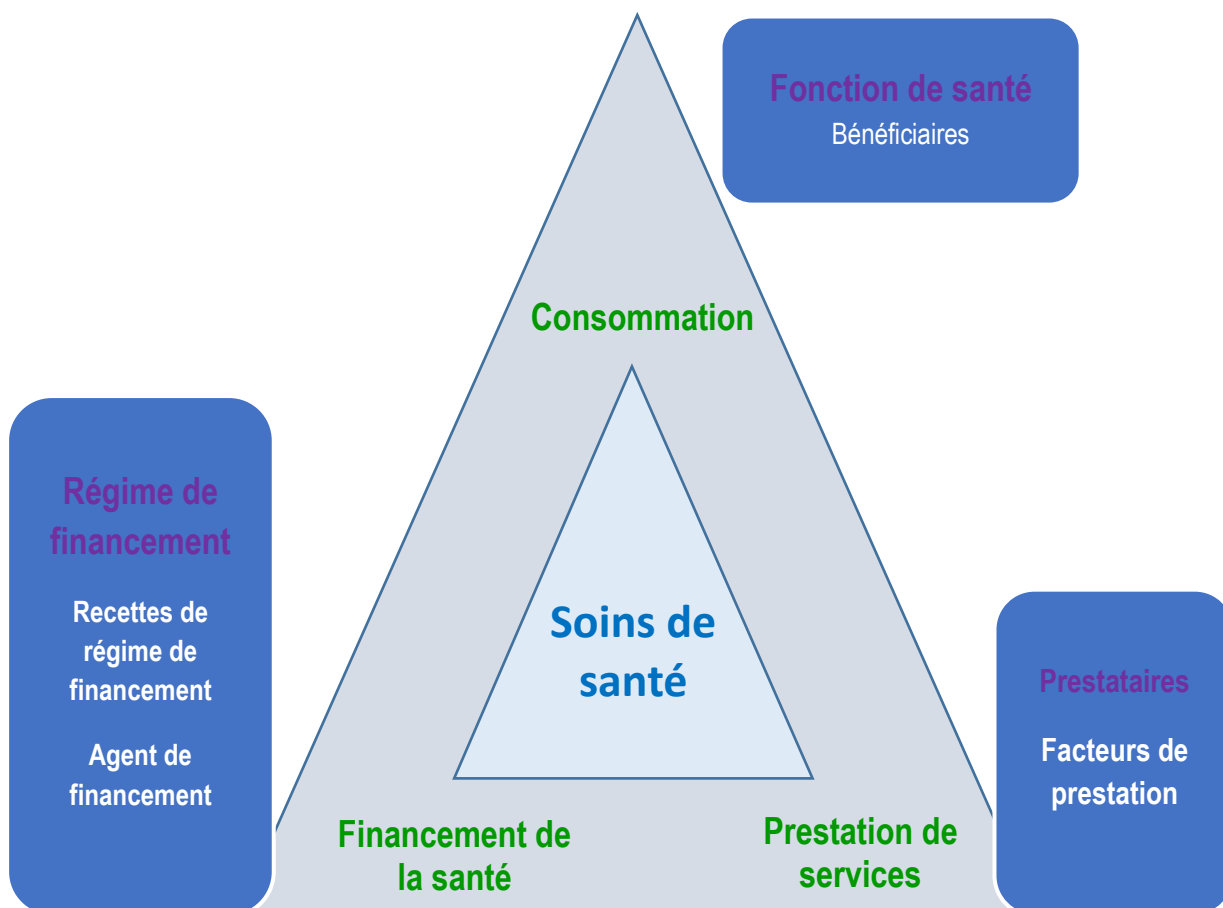 Fonction de santé
Bénéficiaires
Consommation
Régime de
financement
Recettes de
régime de
financement
Agent de
financement
Soins de
santé
Prestataires
Facteurs de
prestation
Financement de
la santé
Prestation de
services